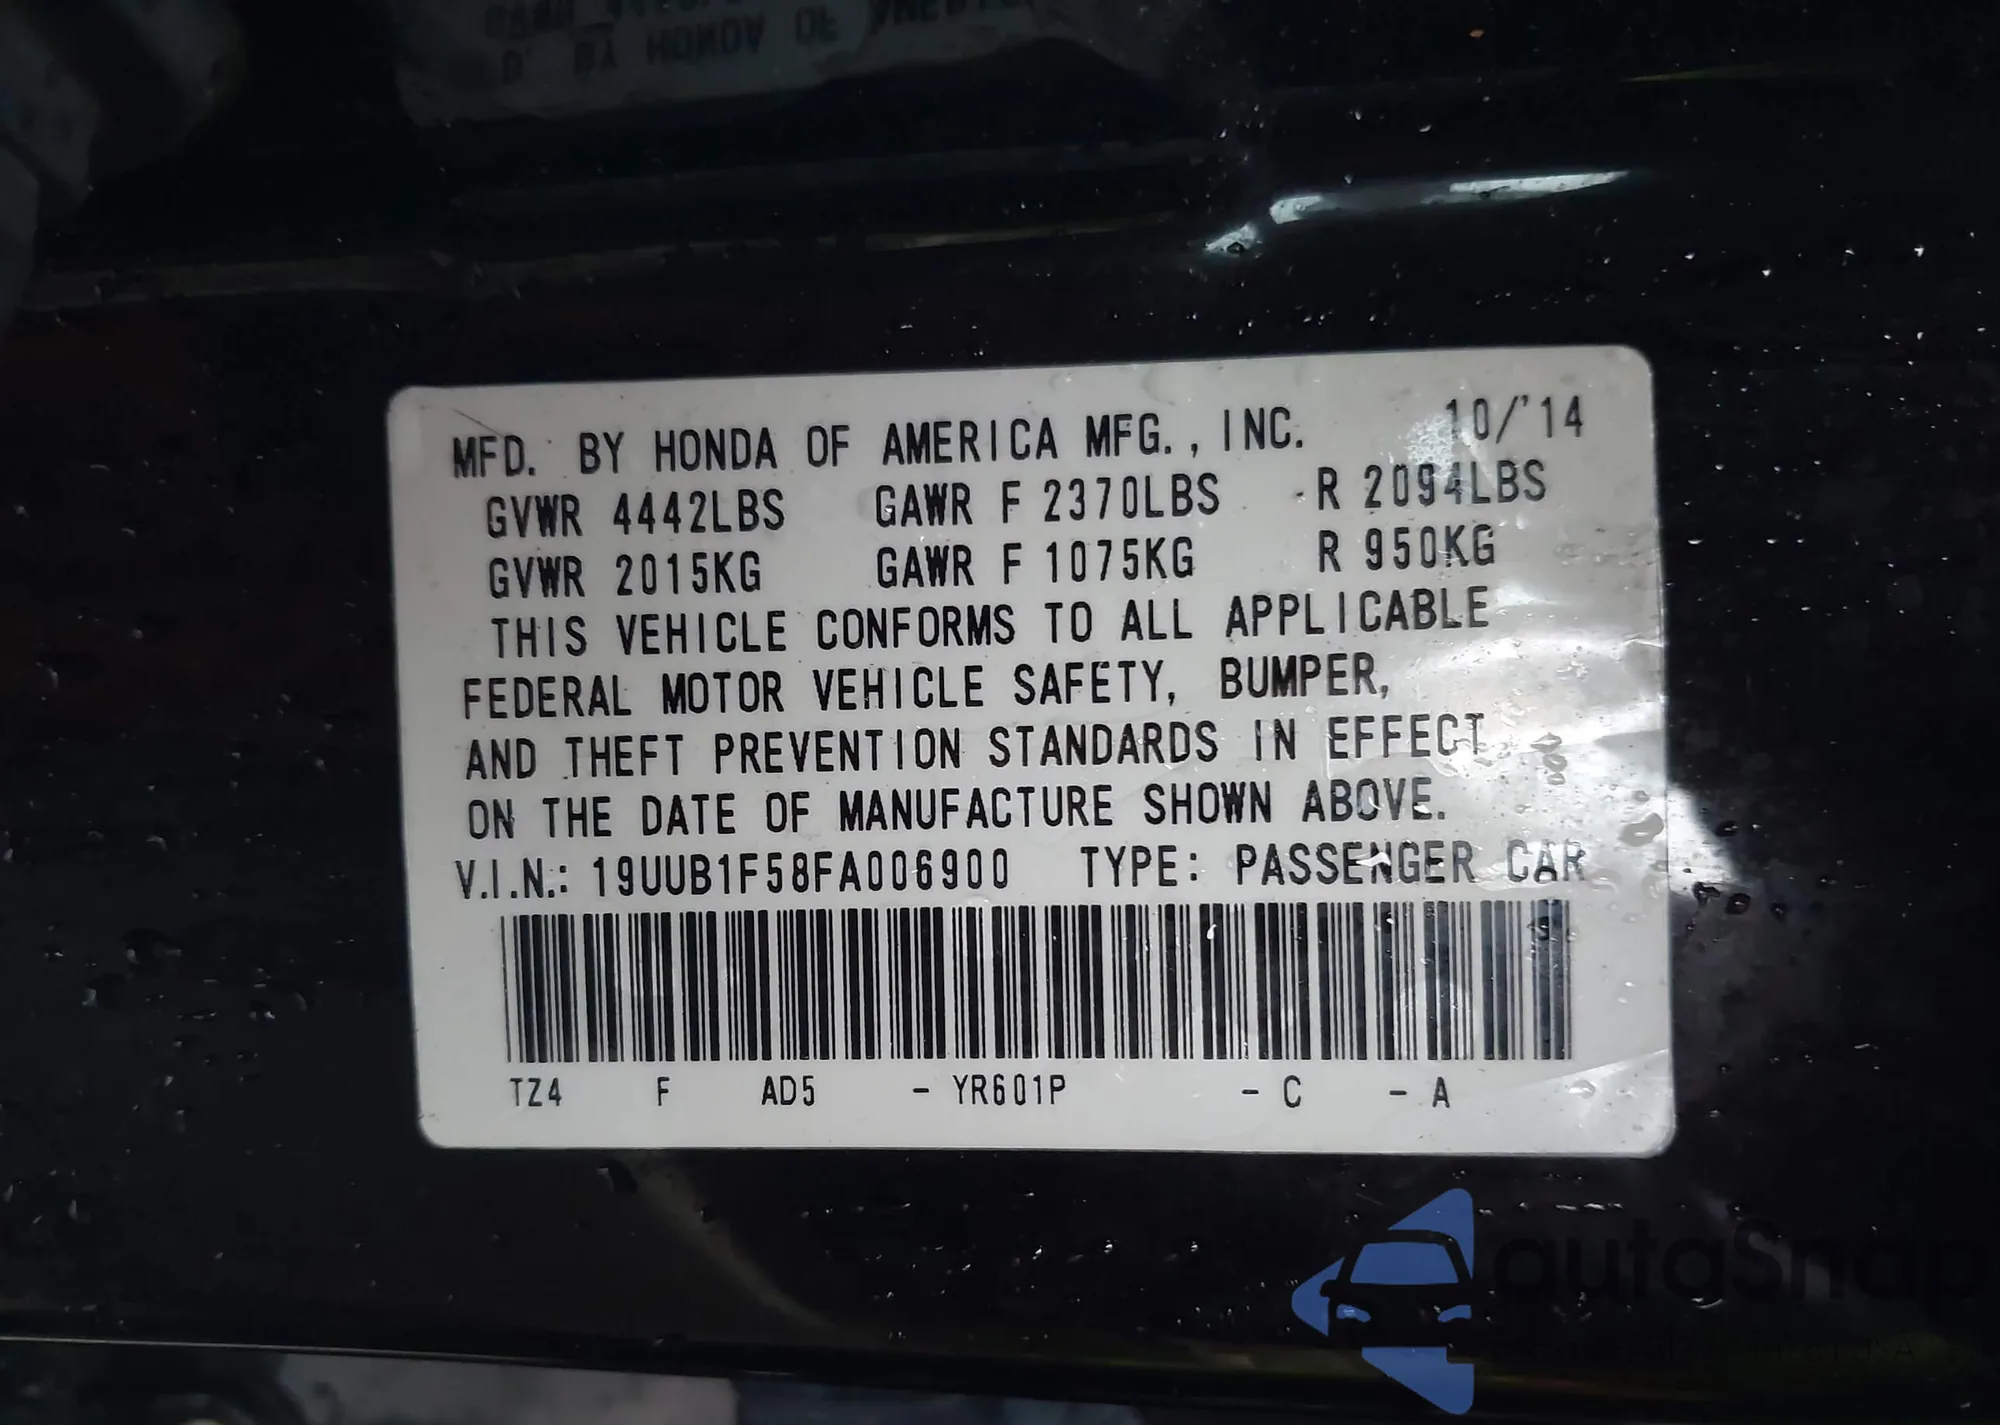 MFD. BY HONDA OF AMERICA MFG., INC. 10/'14
GVWR 4442LBS GAWR F 2370LBS R 2094LBS
GVWR 2015KG GAWR F 1075KG R 950KG
THIS VEHICLE CONFORMS TO ALL APPLICABLE
FEDERAL MOTOR VEHICLE SAFETY, BUMPER,
AND THEFT PREVENTION STANDARDS IN EFFECT
ON THE DATE OF MANUFACTURE SHOWN ABOVE.
V.I.N.: 19UUB1F58FA006900 TYPE: PASSENGER CAR
TZ4 F AD5 - YR601P - C - A
autoSnap